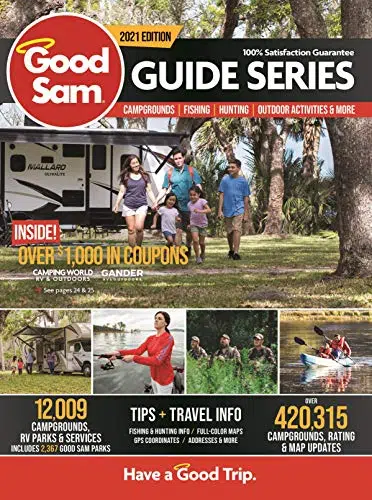 Good
Sam
2021 EDITION
100% Satisfaction Guarantee
GUIDE SERIES
CAMPGROUNDS | FISHING | HUNTING | OUTDOOR ACTIVITIES & MORE
MALLARD
INSIDE!
OVER $1,000 IN COUPONS
CAMPING WORLD
RV & OUTDOORS
GANDER
RV & OUTDOORS
See pages 24 & 25
12,009
CAMPGROUNDS,
RV PARKS & SERVICES
INCLUDES 2,367 GOOD SAM PARKS
TIPS + TRAVEL INFO
FISHING & HUNTING INFO / FULL-COLOR MAPS
GPS COORDINATES / ADDRESSES & MORE
OVER
420,315
CAMPGROUNDS, RATING
& MAP UPDATES
Have a Good Trip.